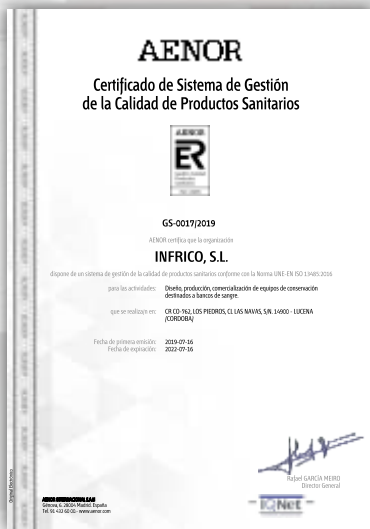 AENOR
Certificado de Sistema de Gestión
de la Calidad de Productos Sanitarios
AENOR
ER
GS-0017/2019
AENOR certifica que la organización
INFRICO, S.L.
dispone de un sistema de gestión de la calidad de productos sanitarios conforme con la Norma UNE-EN ISO 13485:2016
para las actividades: Diseño, producción, comercialización de equipos de conservación
destinados a bancos de sangre.
que se realiza/n en: CR CO-762, LOS PIEDROS, CL LAS NAVAS, S/N. 14900 - LUCENA
(CORDOBA)
Fecha de primera emisión: 2019-07-16
Fecha de expiración: 2022-07-16
Rafael GARCÍA MEIRO
Director General
Original Electrónico
AENOR INTERNACIONAL S.A.U.
Génova, 6. 28004 Madrid. España
Tel. 91 432 60 00.- www.aenor.com
IQNet